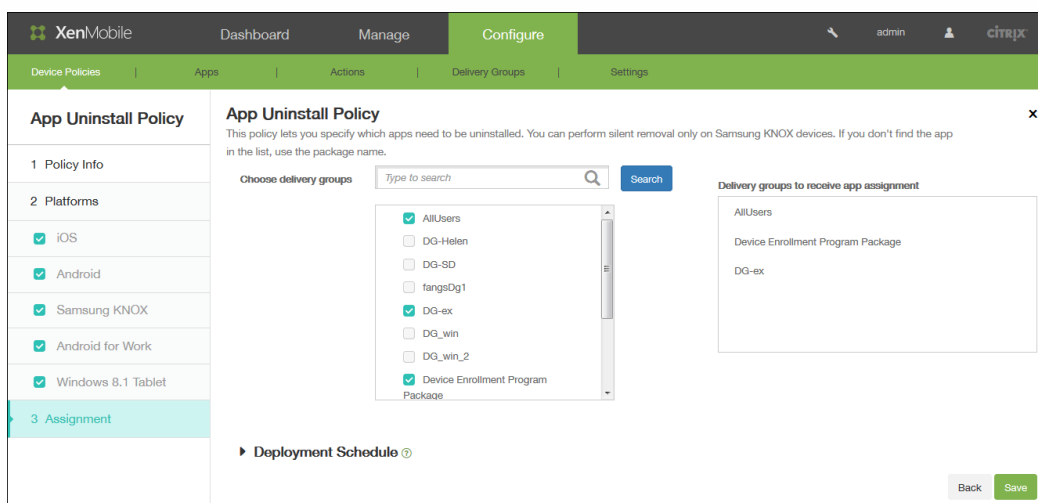 XenMobile
Dashboard
Manage
Configure
admin
CITRIX
Device Policies | Apps | Actions | Delivery Groups | Settings
App Uninstall Policy
1 Policy Info
2 Platforms
iOS
Android
Samsung KNOX
Android for Work
Windows 8.1 Tablet
3 Assignment
App Uninstall Policy
x
This policy lets you specify which apps need to be uninstalled. You can perform silent removal only on Samsung KNOX devices. If you don't find the app
in the list, use the package name.
Choose delivery groups
Type to search
Search
AllUsers
DG-Helen
DG-SD
fangsDg1
DG-ex
DG_win
DG_win_2
Device Enrollment Program
Package
Delivery groups to receive app assignment
AllUsers
Device Enrollment Program Package
DG-ex
Deployment Schedule ?
Back
Save